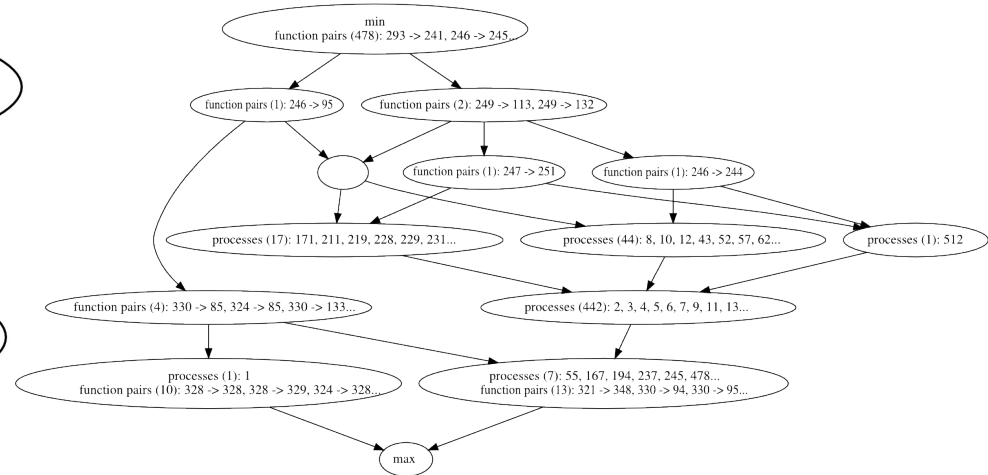 min
function pairs (478): 293 -> 241, 246 -> 245...
function pairs (1): 246 -> 95
function pairs (2): 249 -> 113, 249 -> 132
function pairs (1): 247 -> 251
function pairs (1): 246 -> 244
processes (17): 171, 211, 219, 228, 229, 231...
processes (44): 8, 10, 12, 43, 52, 57, 62...
processes (1): 512
function pairs (4): 330 -> 85, 324 -> 85, 330 -> 133...
processes (442): 2, 3, 4, 5, 6, 7, 9, 11, 13...
processes (1): 1
function pairs (10): 328 -> 328, 328 -> 329, 324 -> 328...
processes (7): 55, 167, 194, 237, 245, 478...
function pairs (13): 321 -> 348, 330 -> 94, 330 -> 95...
max